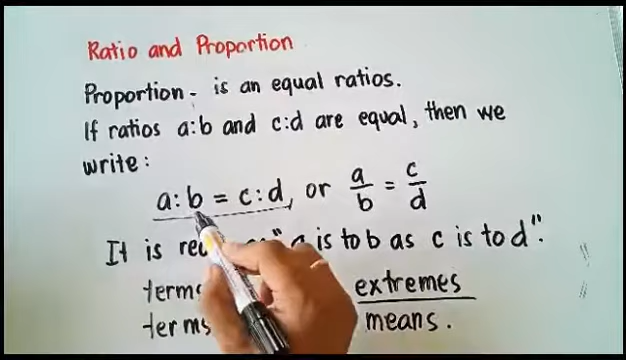 Ratio and Proportion
Proportion - is an equal ratios.
If ratios a:b and c:d are equal, then we
write:
a:b = c:d, or a/b = c/d
It is "a is to b as c is to d".
terms extremes
terms means.